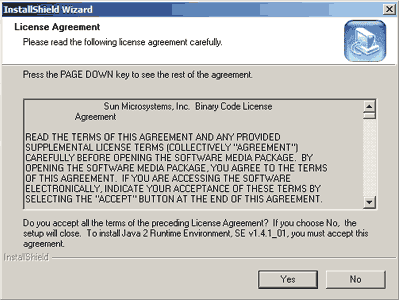 InstallShield Wizard
License Agreement
Please read the following license agreement carefully.
Press the PAGE DOWN key to see the rest of the agreement.
Sun Microsystems, Inc.  Binary Code License
Agreement
READ THE TERMS OF THIS AGREEMENT AND ANY PROVIDED
SUPPLEMENTAL LICENSE TERMS (COLLECTIVELY "AGREEMENT")
CAREFULLY BEFORE OPENING THE SOFTWARE MEDIA PACKAGE.  BY
OPENING THE SOFTWARE MEDIA PACKAGE, YOU AGREE TO THE TERMS
OF THIS AGREEMENT.  IF YOU ARE ACCESSING THE SOFTWARE
ELECTRONICALLY, INDICATE YOUR ACCEPTANCE OF THESE TERMS BY
SELECTING THE "ACCEPT" BUTTON AT THE END OF THIS AGREEMENT.
Do you accept all the terms of the preceding License Agreement?  If you choose No,  the
setup will close.  To install Java 2 Runtime Environment, SE v1.4.1_01, you must accept this
agreement.
InstallShield
Yes
No